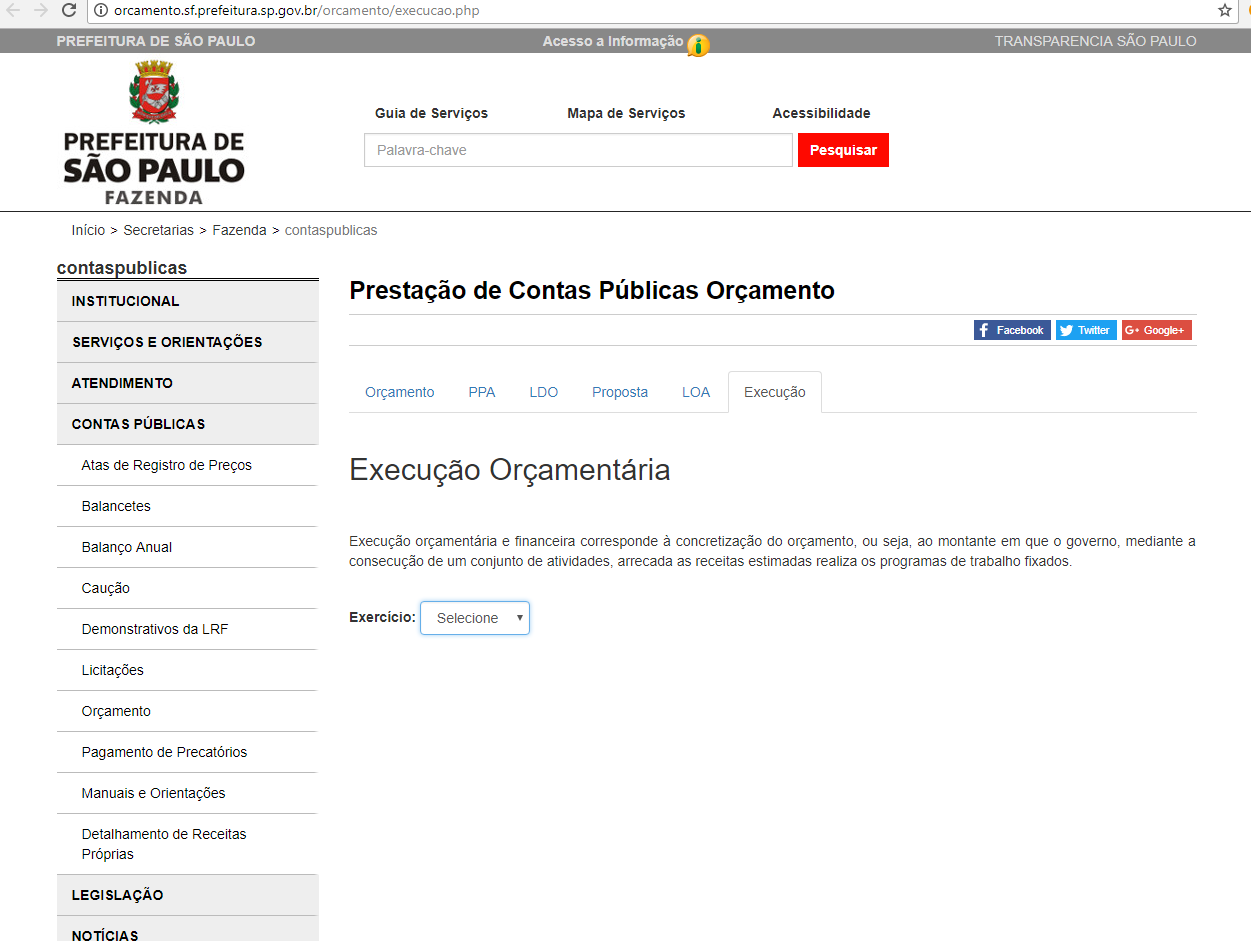 orcamento.sf.prefeitura.sp.gov.br/orcamento/execucao.php
PREFEITURA DE SÃO PAULO
Acesso a Informação
TRANSPARENCIA SÃO PAULO
PREFEITURA DE
SÃO PAULO
FAZENDA
Guia de Serviços
Mapa de Serviços
Acessibilidade
Palavra-chave
Pesquisar
Início > Secretarias > Fazenda > contaspublicas
contaspublicas
INSTITUCIONAL
SERVIÇOS E ORIENTAÇÕES
ATENDIMENTO
CONTAS PÚBLICAS
Atas de Registro de Preços
Balancetes
Balanço Anual
Caução
Demonstrativos da LRF
Licitações
Orçamento
Pagamento de Precatórios
Manuais e Orientações
Detalhamento de Receitas
Próprias
LEGISLAÇÃO
NOTÍCIAS
Prestação de Contas Públicas Orçamento
Facebook
Twitter
G+ Google+
Orçamento
PPA
LDO
Proposta
LOA
Execução
Execução Orçamentária
Execução orçamentária e financeira corresponde à concretização do orçamento, ou seja, ao montante em que o governo, mediante a
consecução de um conjunto de atividades, arrecada as receitas estimadas realiza os programas de trabalho fixados.
Exercício: Selecione